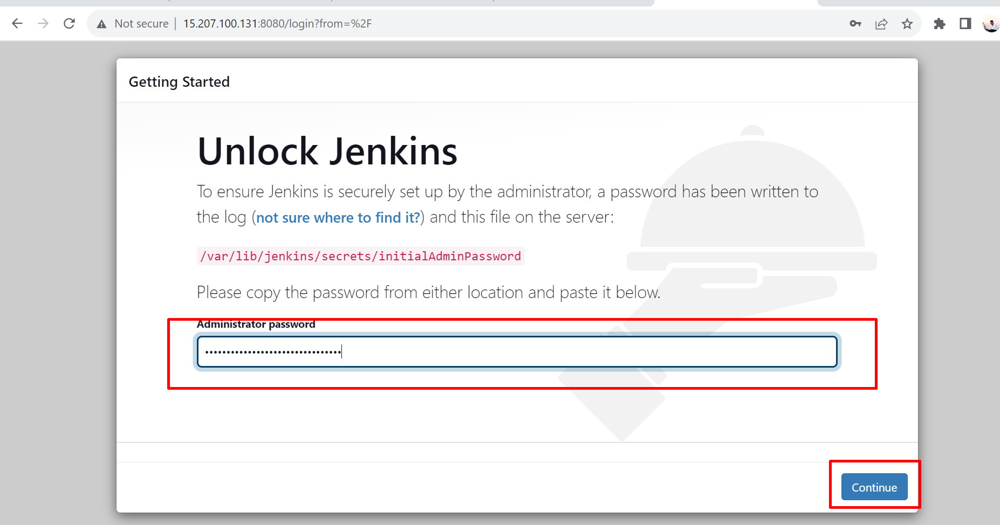 Not secure | 15.207.100.131:8080/login?from=%2F
Getting Started
Unlock Jenkins
To ensure Jenkins is securely set up by the administrator, a password has been written to
the log (not sure where to find it?) and this file on the server:
/var/lib/jenkins/secrets/initialAdminPassword
Please copy the password from either location and paste it below.
Administrator password
Continue